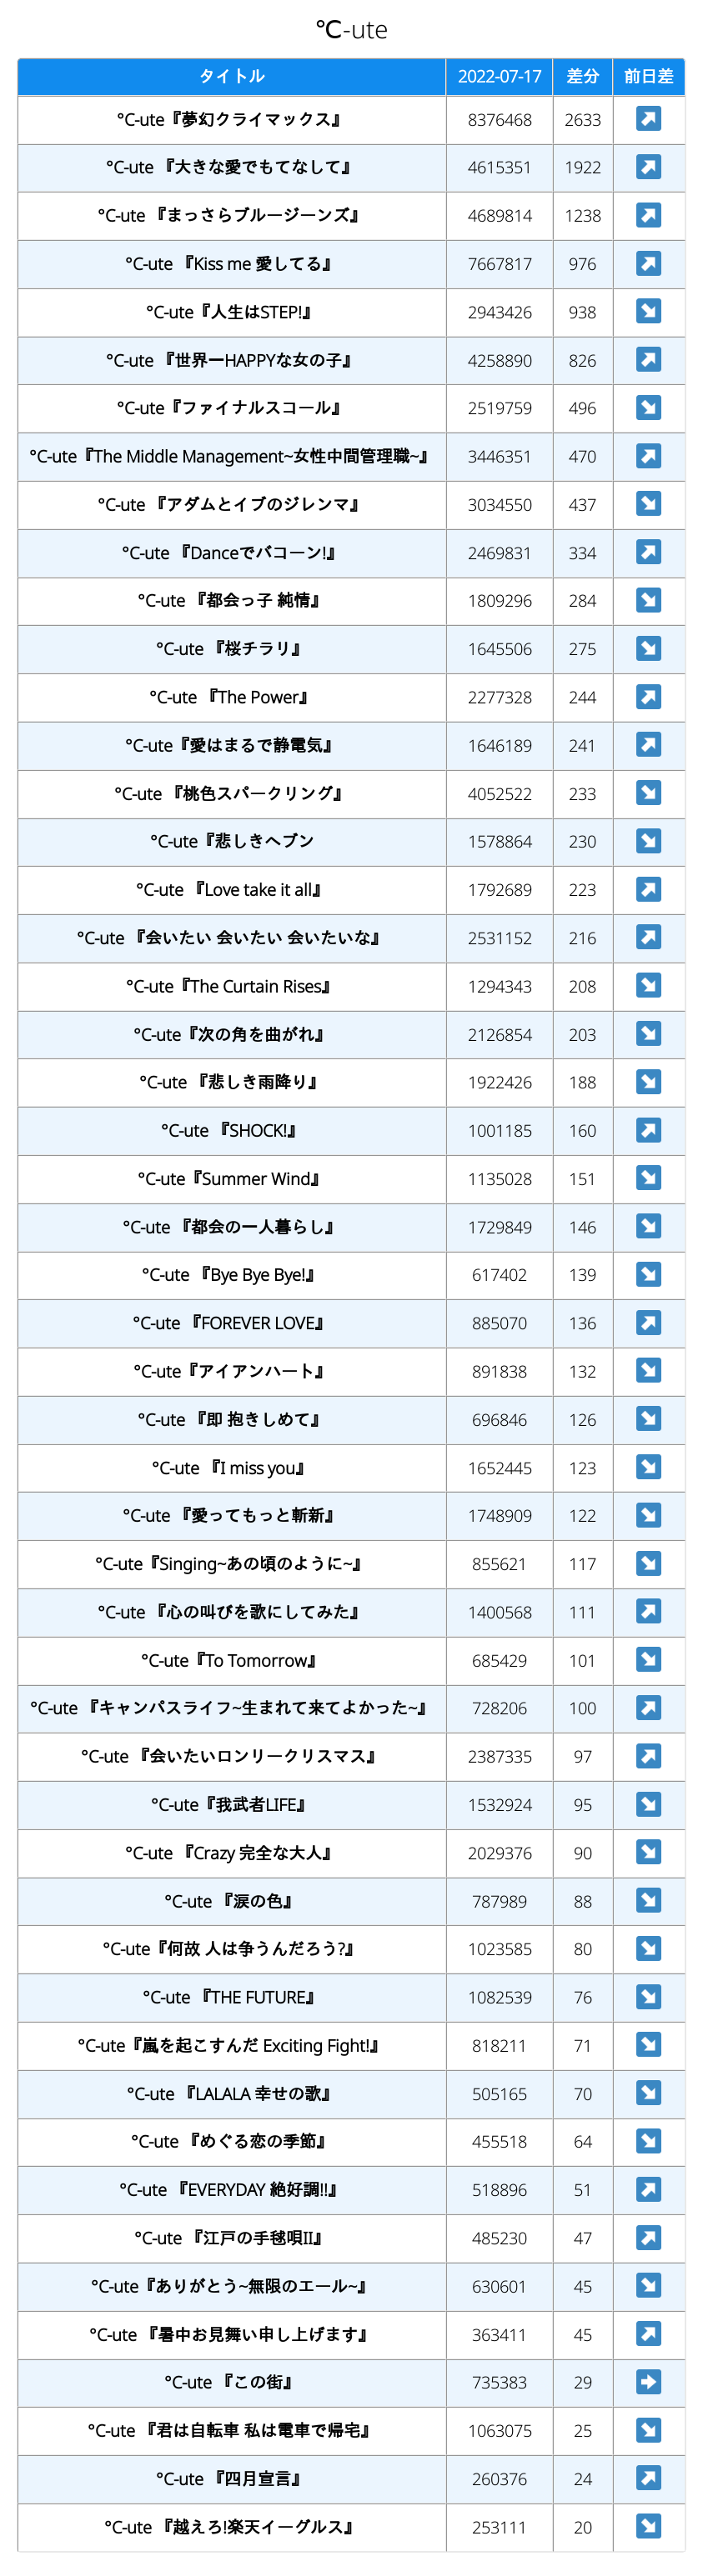 ℃-ute
タイトル 2022-07-17 差分 前日差
°C-ute『夢幻クライマックス』 8376468 2633 ↗
°C-ute 『大きな愛でもてなして』 4615351 1922 ↗
°C-ute 『まっさらブルージーンズ』 4689814 1238 ↗
°C-ute 『Kiss me 愛してる』 7667817 976 ↗
°C-ute『人生はSTEP!』 2943426 938 ↘
°C-ute 『世界一HAPPYな女の子』 4258890 826 ↗
°C-ute『ファイナルスコール』 2519759 496 ↘
°C-ute『The Middle Management~女性中間管理職~』 3446351 470 ↗
°C-ute 『アダムとイブのジレンマ』 3034550 437 ↘
°C-ute 『Danceでバコーン!』 2469831 334 ↗
°C-ute 『都会っ子 純情』 1809296 284 ↘
°C-ute 『桜チラリ』 1645506 275 ↘
°C-ute 『The Power』 2277328 244 ↗
°C-ute『愛はまるで静電気』 1646189 241 ↗
°C-ute 『桃色スパークリング』 4052522 233 ↘
°C-ute『悲しきヘブン 1578864 230 ↘
°C-ute 『Love take it all』 1792689 223 ↗
°C-ute 『会いたい 会いたい 会いたいな』 2531152 216 ↗
°C-ute『The Curtain Rises』 1294343 208 ↘
°C-ute『次の角を曲がれ』 2126854 203 ↘
°C-ute 『悲しき雨降り』 1922426 188 ↘
°C-ute 『SHOCK!』 1001185 160 ↗
°C-ute『Summer Wind』 1135028 151 ↘
°C-ute 『都会の一人暮らし』 1729849 146 ↘
°C-ute 『Bye Bye Bye!』 617402 139 ↘
°C-ute 『FOREVER LOVE』 885070 136 ↗
°C-ute『アイアンハート』 891838 132 ↘
°C-ute 『即 抱きしめて』 696846 126 ↘
°C-ute 『I miss you』 1652445 123 ↘
°C-ute 『愛ってもっと斬新』 1748909 122 ↘
°C-ute『Singing~あの頃のように~』 855621 117 ↘
°C-ute 『心の叫びを歌にしてみた』 1400568 111 ↗
°C-ute『To Tomorrow』 685429 101 ↘
°C-ute 『キャンパスライフ~生まれて来てよかった~』 728206 100 ↗
°C-ute 『会いたいロンリークリスマス』 2387335 97 ↗
°C-ute『我武者LIFE』 1532924 95 ↘
°C-ute 『Crazy 完全な大人』 2029376 90 ↘
°C-ute 『涙の色』 787989 88 ↘
°C-ute『何故 人は争うんだろう?』 1023585 80 ↘
°C-ute 『THE FUTURE』 1082539 76 ↘
°C-ute『嵐を起こすんだ Exciting Fight!』 818211 71 ↘
°C-ute 『LALALA 幸せの歌』 505165 70 ↘
°C-ute 『めぐる恋の季節』 455518 64 ↘
°C-ute 『EVERYDAY 絶好調!!』 518896 51 ↗
°C-ute 『江戸の手毬唄II』 485230 47 ↗
°C-ute『ありがとう~無限のエール~』 630601 45 ↘
°C-ute 『暑中お見舞い申し上げます』 363411 45 ↗
°C-ute 『この街』 735383 29 →
°C-ute 『君は自転車 私は電車で帰宅』 1063075 25 ↘
°C-ute 『四月宣言』 260376 24 ↗
°C-ute 『越えろ!楽天イーグルス』 253111 20 ↘